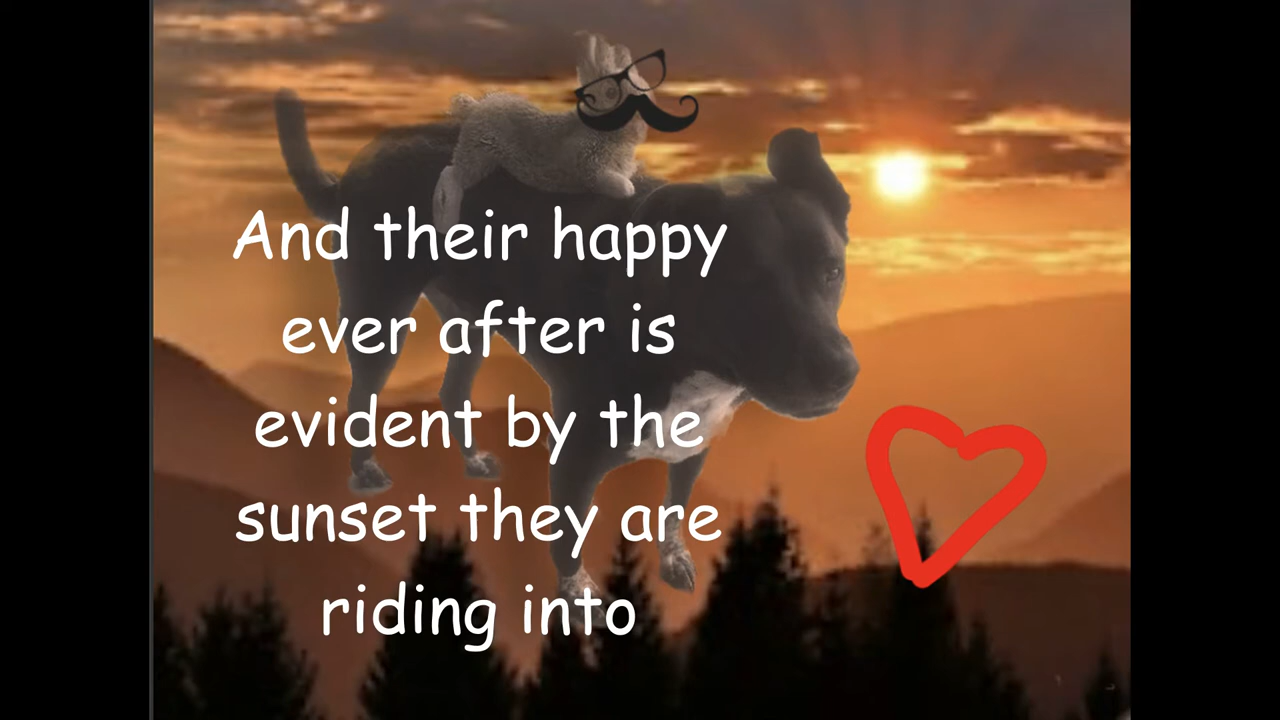 And their happy
ever after is
evident by the
sunset they are
riding into